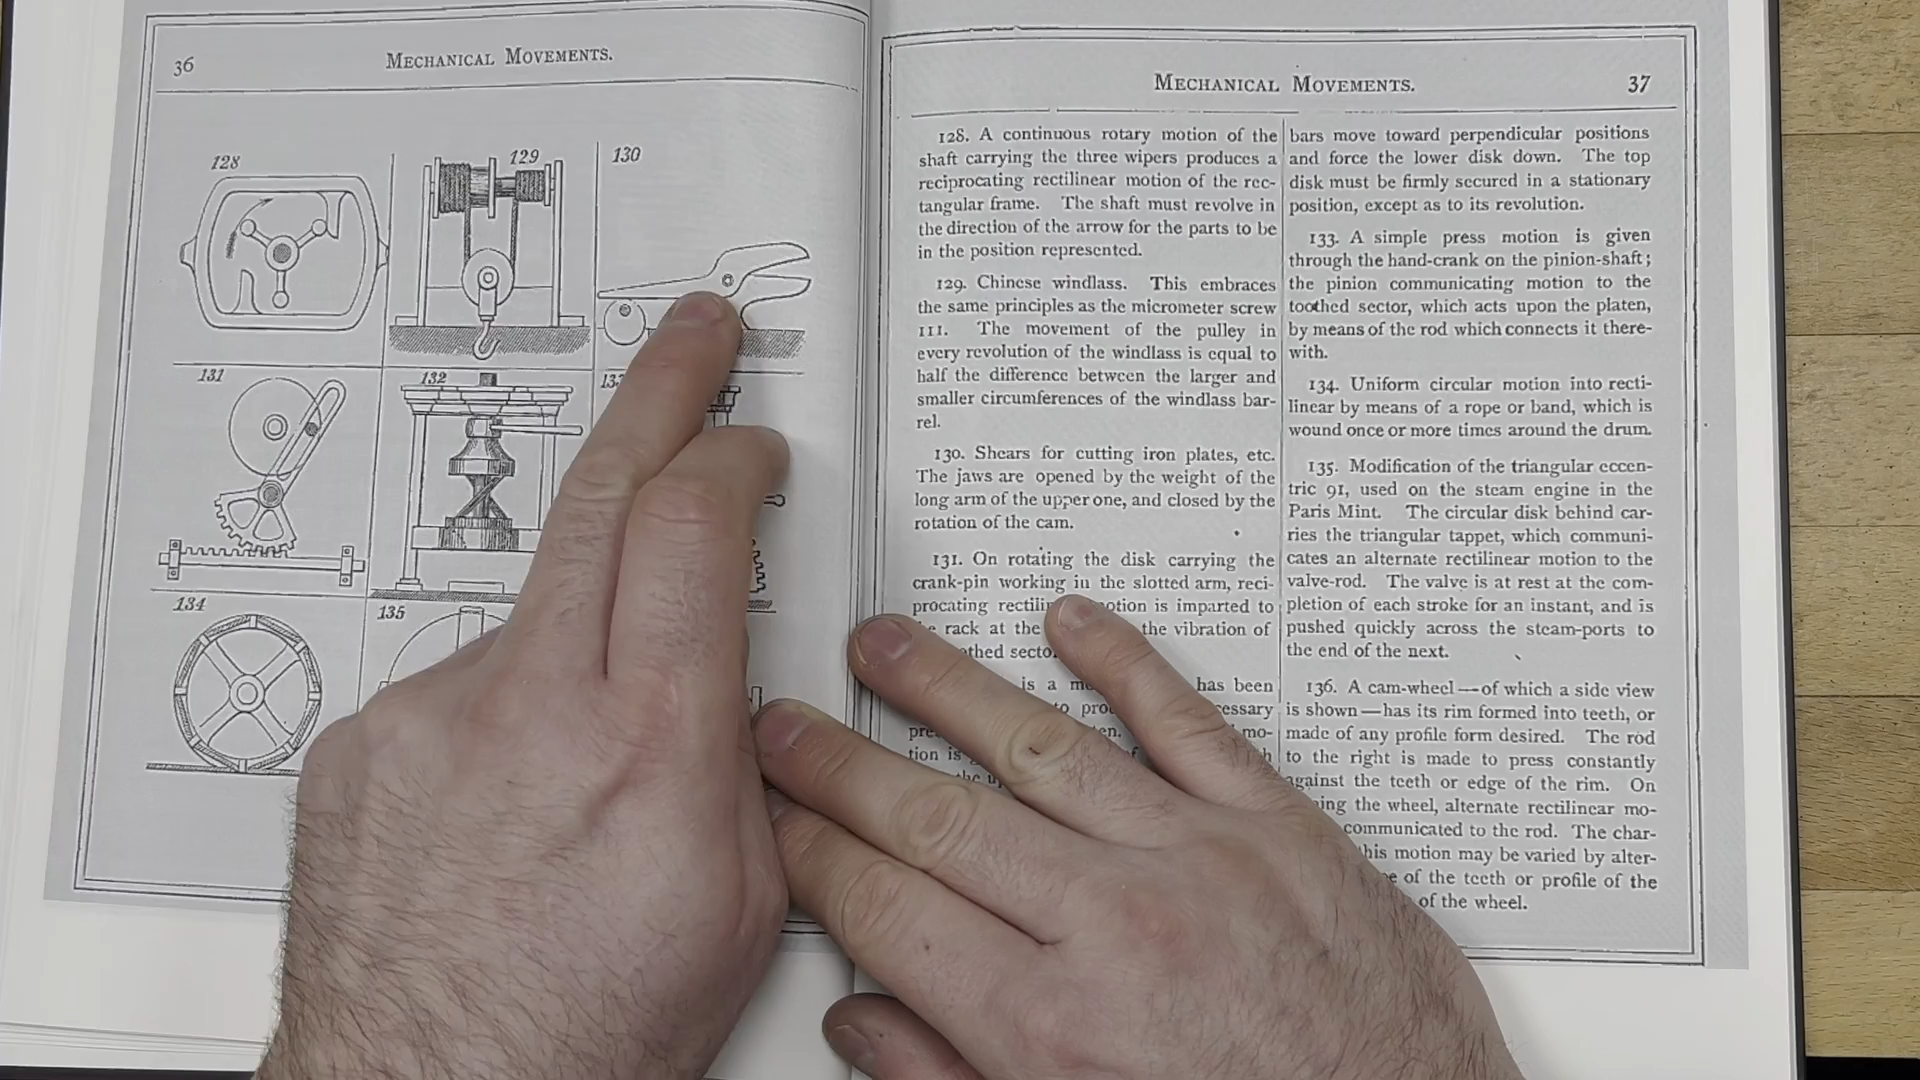 36
MECHANICAL MOVEMENTS.
128
129
130
131
132
134
135
MECHANICAL MOVEMENTS.
37
128. A continuous rotary motion of the
shaft carrying the three wipers produces a
reciprocating rectilinear motion of the rec-
tangular frame. The shaft must revolve in
the direction of the arrow for the parts to be
in the position represented.
129. Chinese windlass. This embraces
the same principles as the micrometer screw
111. The movement of the pulley in
every revolution of the windlass is equal to
half the difference between the larger and
smaller circumferences of the windlass bar-
rel.
130. Shears for cutting iron plates, etc.
The jaws are opened by the weight of the
long arm of the upper one, and closed by the
rotation of the cam.
131. On rotating the disk carrying the
crank-pin working in the slotted arm, reci-
procating motion is imparted to
rack at the the vibration of
is a has been
to
mo-
tion is
the
bars move toward perpendicular positions
and force the lower disk down. The top
disk must be firmly secured in a stationary
position, except as to its revolution.
133. A simple press motion is given
through the hand-crank on the pinion-shaft;
the pinion communicating motion to the
toothed sector, which acts upon the platen,
by means of the rod which connects it there-
with.
134. Uniform circular motion into recti-
linear by means of a rope or band, which is
wound once or more times around the drum.
135. Modification of the triangular eccen-
tric 91, used on the steam engine in the
Paris Mint. The circular disk behind car-
ries the triangular tappet, which communi-
cates an alternate rectilinear motion to the
valve-rod. The valve is at rest at the com-
pletion of each stroke for an instant, and is
pushed quickly across the steam-ports to
the end of the next.
136. A cam-wheel—of which a side view
is shown—has its rim formed into teeth, or
made of any profile form desired. The rod
to the right is made to press constantly
against the teeth or edge of the rim. On
the wheel, alternate rectilinear mo-
communicated to the rod. The char-
this motion may be varied by alter-
of the teeth or profile of the
of the wheel.